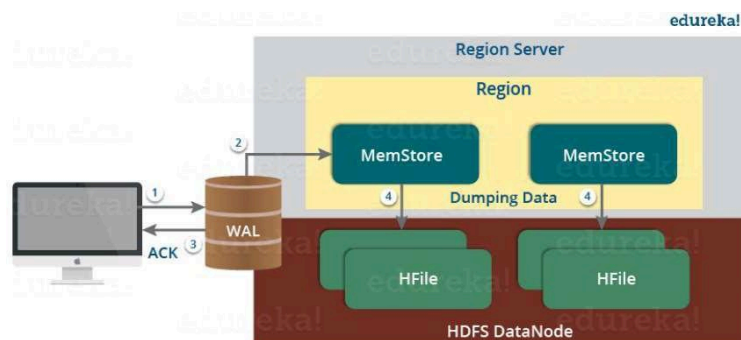 edureka!
Region Server
Region
2
MemStore
MemStore
1
4
Dumping Data
4
WAL
3
ACK
HFile
HFile
HDFS DataNode